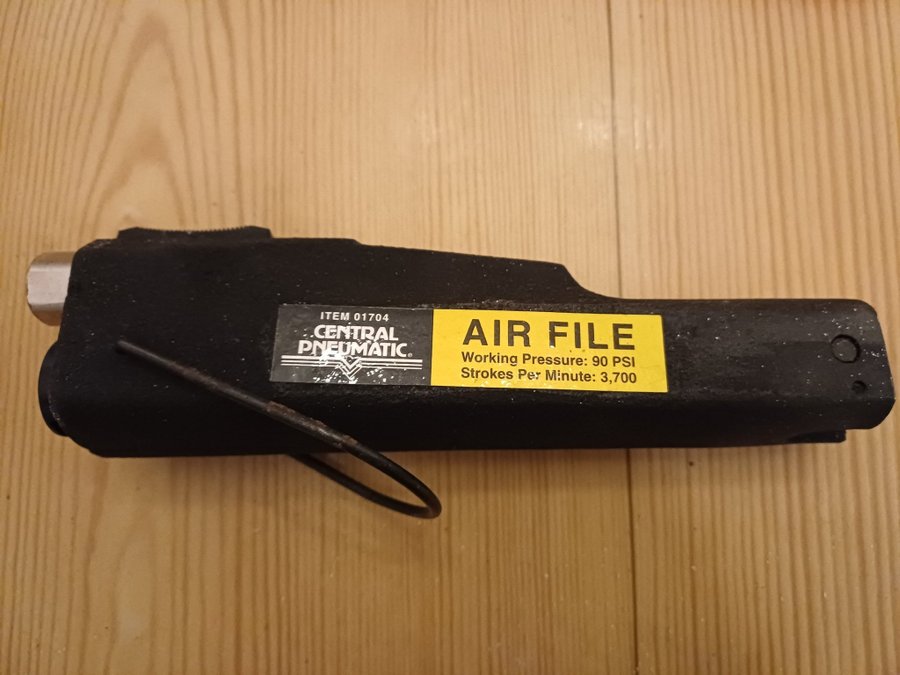 ITEM 01704
CENTRAL
PNEUMATIC®
AIR FILE
Working Pressure: 90 PSI
Strokes Per Minute: 3,700